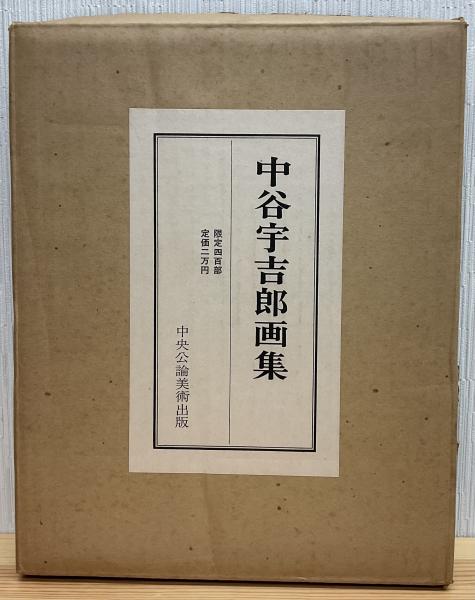 中谷宇吉郎画集
限定四百部
定価二万円
中央公論美術出版